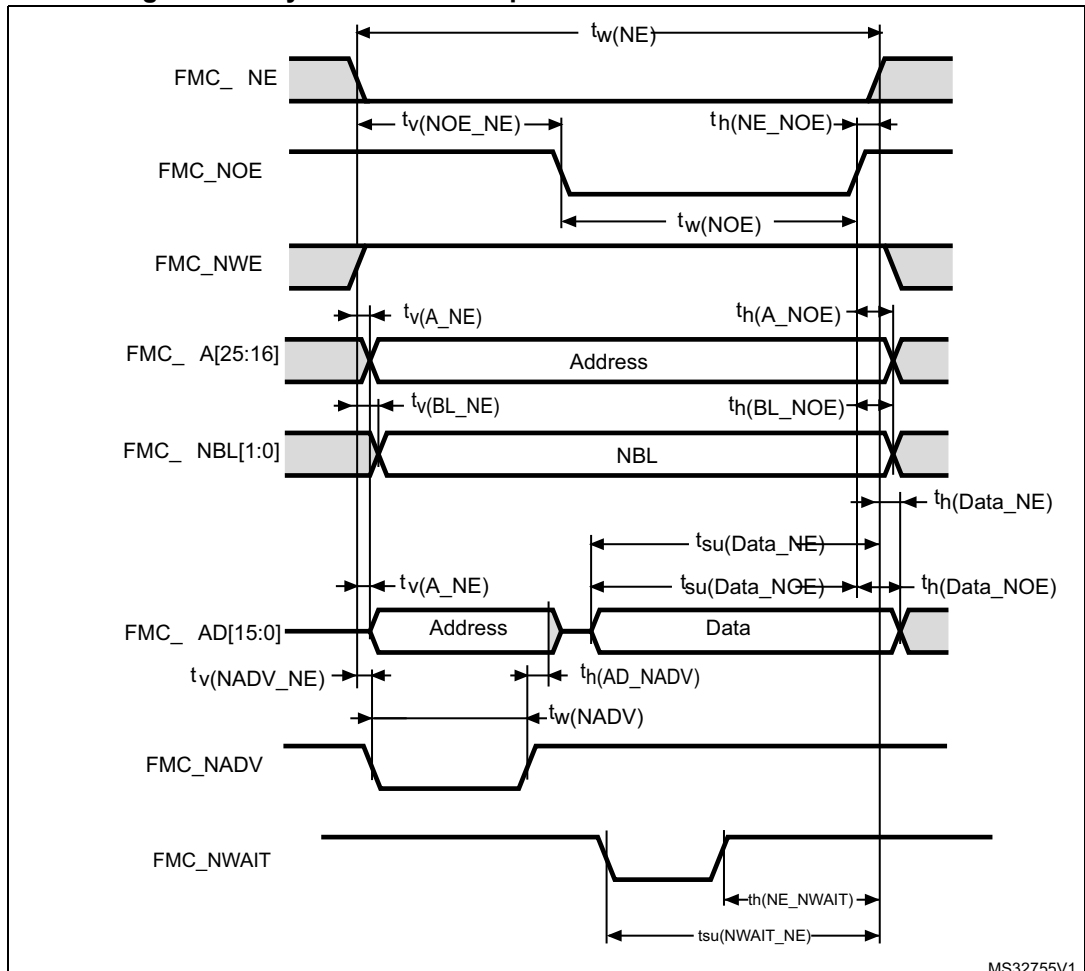 tw(NE)
FMC_ NE
tv(NOE_NE)
th(NE_NOE)
FMC_NOE
tw(NOE)
FMC_NWE
tv(A_NE)
th(A_NOE)
FMC_ A[25:16]
Address
tv(BL_NE)
th(BL_NOE)
FMC_ NBL[1:0]
NBL
th(Data_NE)
tsu(Data_NE)
tv(A_NE)
tsu(Data_NOE)
th(Data_NOE)
FMC_ AD[15:0]
Address
Data
tv(NADV_NE)
th(AD_NADV)
tw(NADV)
FMC_NADV
FMC_NWAIT
th(NE_NWAIT)
tsu(NWAIT_NE)
MS32755V1